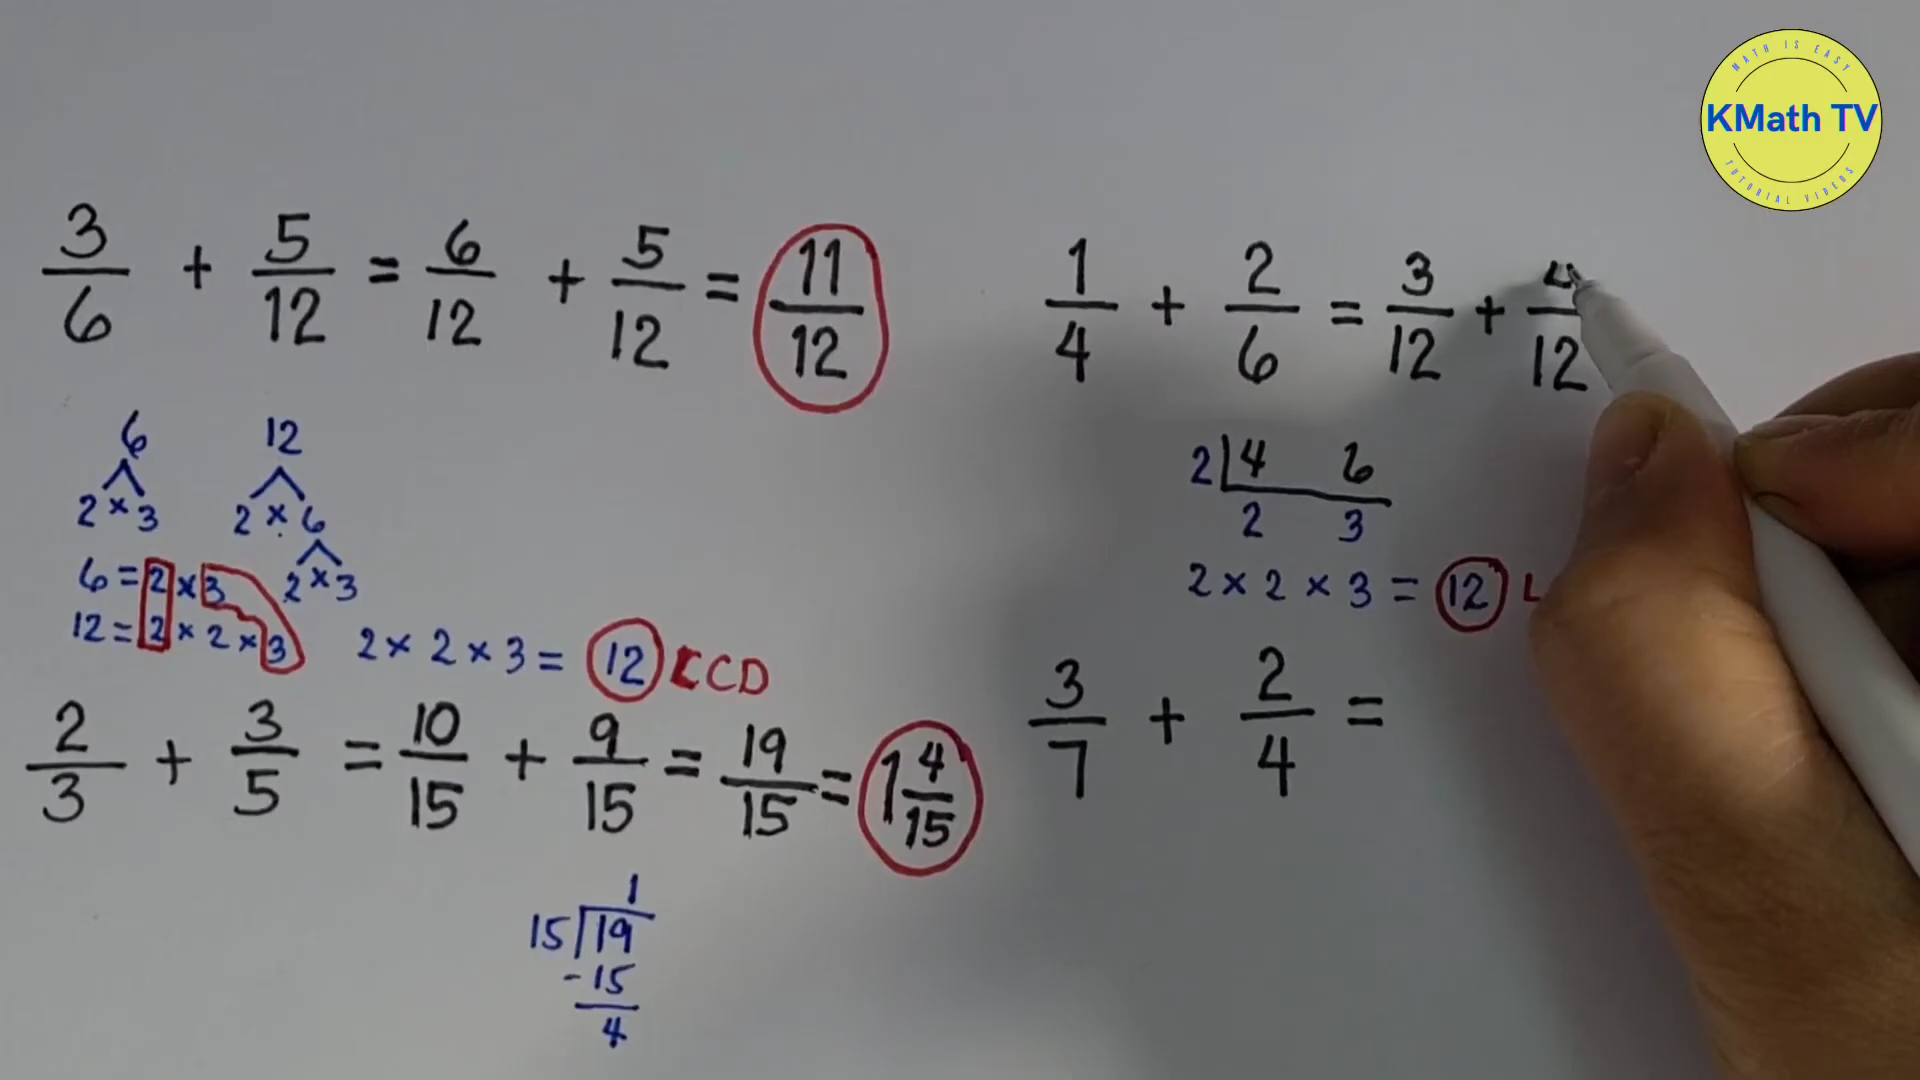 MATH IS EASY
KMath TV
TUTORIAL VIDEOS
3/6 + 5/12 = 6/12 + 5/12 = 11/12
6 12
2 × 3 2 × 6
2 × 3
6 = 2 × 3
12 = 2 × 2 × 3
2 × 2 × 3 = 12 LCD
2/3 + 3/5 = 10/15 + 9/15 = 19/15 = 1 4/15
1
15 19
-15
4
1/4 + 2/6 = 3/12 + 4/12
2 4 6
2 3
2 × 2 × 3 = 12 L
3/7 + 2/4 =